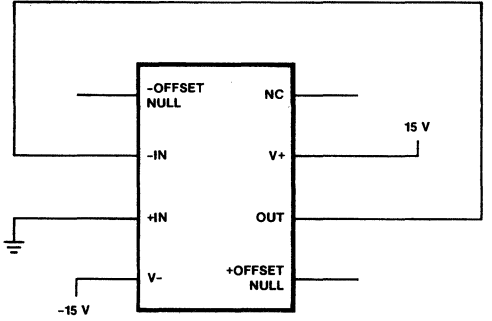 -OFFSET
NULL
NC
15 V
-IN
V+
+IN
OUT
V-
+OFFSET
NULL
-15 V